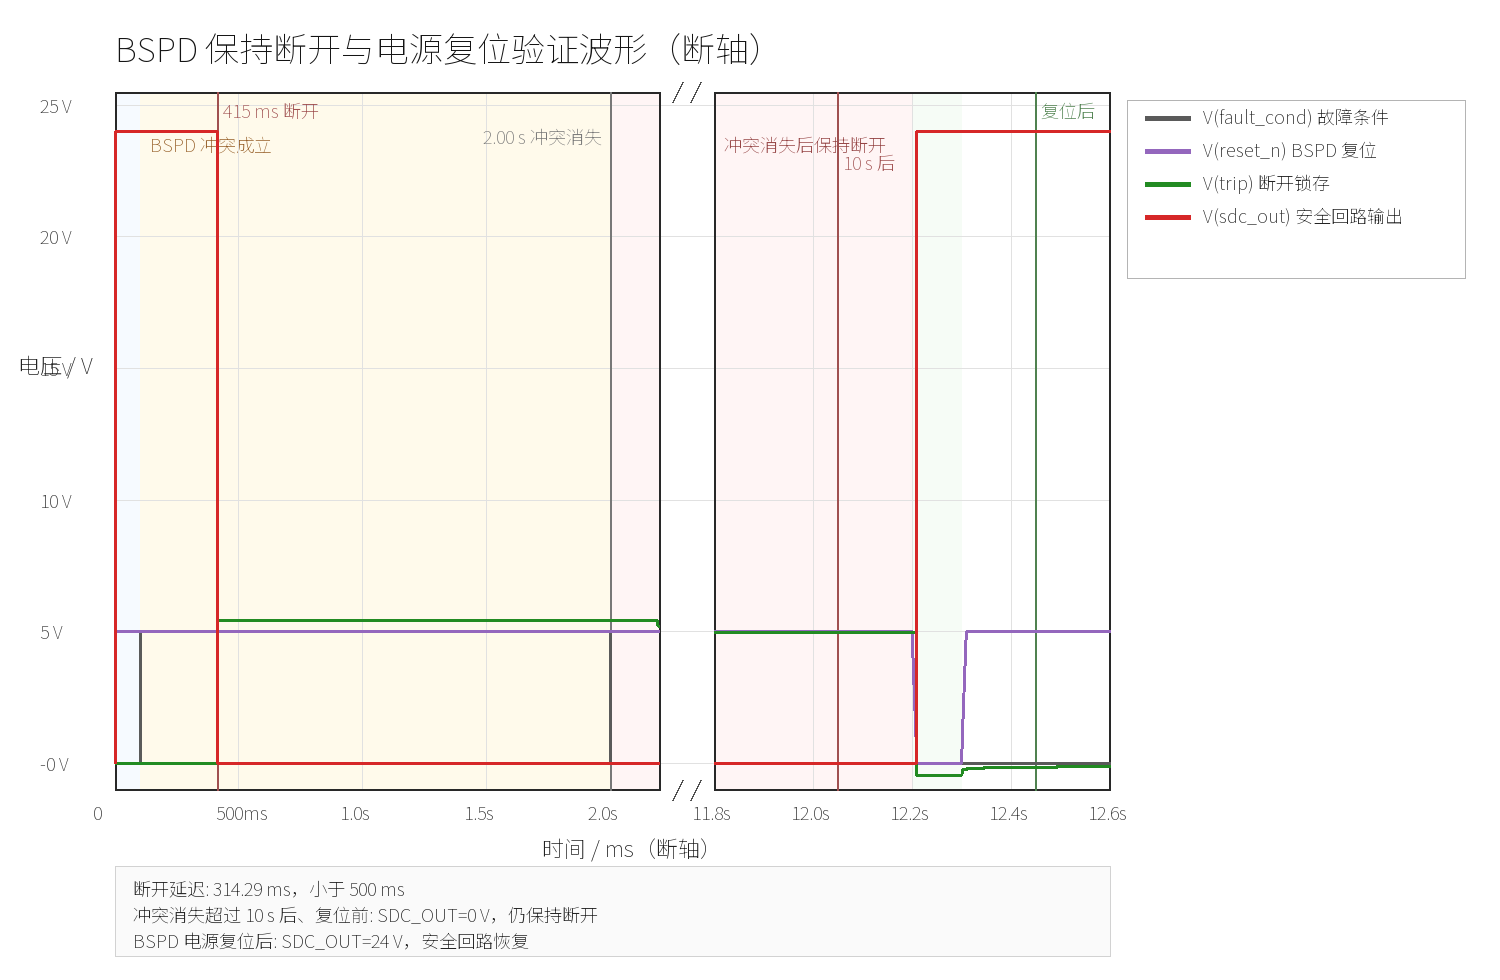 BSPD 保持断开与电源复位验证波形（断轴）
25 V
20 V
15 V
10 V
5 V
-0 V
电压 / V
415 ms 断开
BSPD 冲突成立
2.00 s 冲突消失
冲突消失后保持断开
10 s 后
复位后
V(fault_cond) 故障条件
V(reset_n) BSPD 复位
V(trip) 断开锁存
V(sdc_out) 安全回路输出
0 500ms 1.0s 1.5s 2.0s 11.8s 12.0s 12.2s 12.4s 12.6s
时间 / ms（断轴）
断开延迟: 314.29 ms，小于 500 ms
冲突消失超过 10 s 后、复位前: SDC_OUT=0 V，仍保持断开
BSPD 电源复位后: SDC_OUT=24 V，安全回路恢复